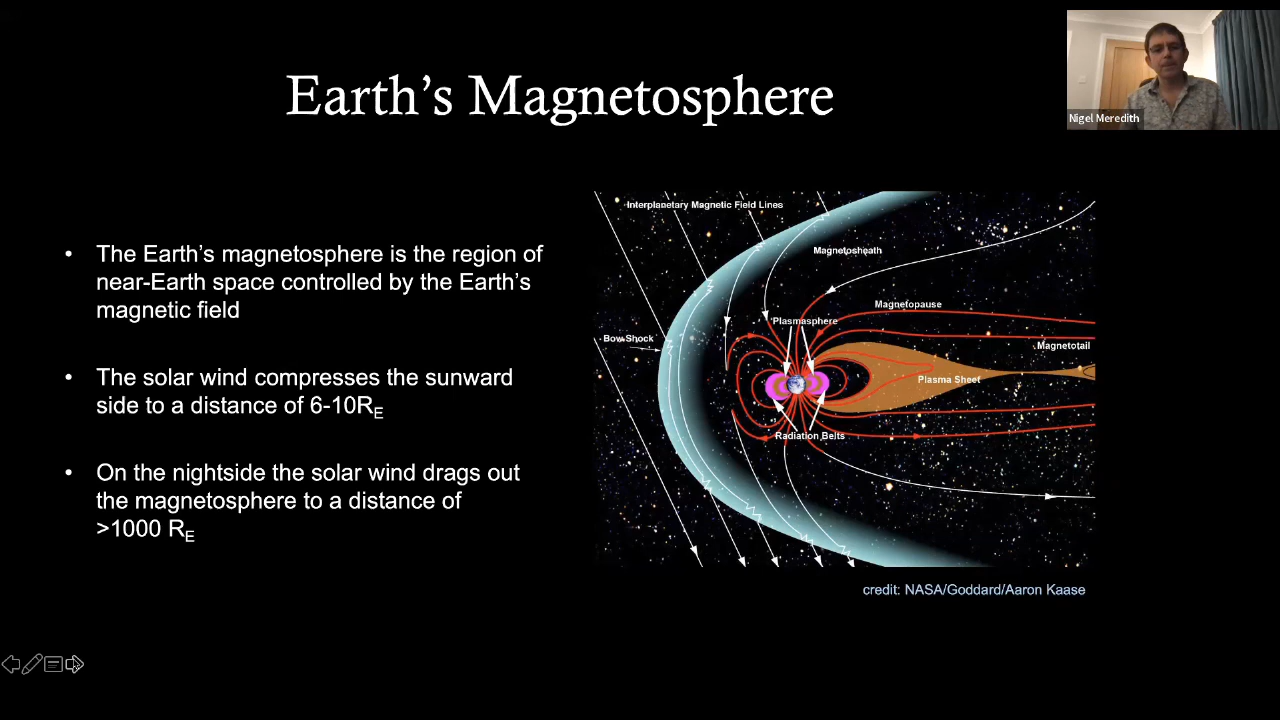 Earth’s Magnetosphere
Nigel Meredith
• The Earth’s magnetosphere is the region of
near-Earth space controlled by the Earth’s
magnetic field
• The solar wind compresses the sunward
side to a distance of 6-10RE
• On the nightside the solar wind drags out
the magnetosphere to a distance of
>1000 RE
Interplanetary Magnetic Field Lines
Magnetosheath
Magnetopause
Plasmasphere
Bow Shock
Magnetotail
Plasma Sheet
Radiation Belts
credit: NASA/Goddard/Aaron Kaase